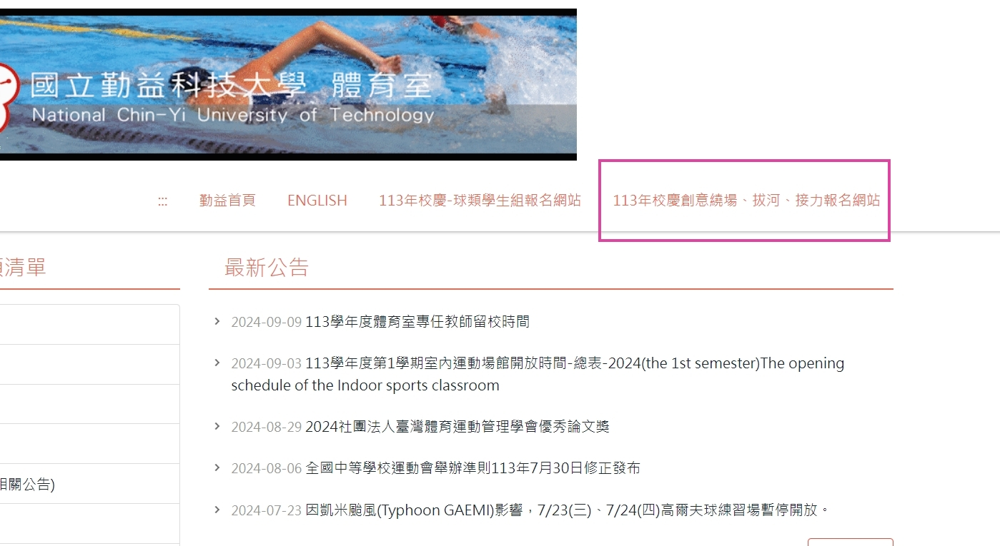 國立勤益科技大學 體育室
National Chin-Yi University of Technology
:::
勤益首頁
ENGLISH
113年校慶-球類學生組報名網站
113年校慶創意繞場、拔河、接力報名網站
清單
最新公告
2024-09-09 113學年度體育室專任教師留校時間
2024-09-03 113學年度第1學期室內運動場館開放時間-總表-2024(the 1st semester)The opening
schedule of the Indoor sports classroom
2024-08-29 2024社團法人臺灣體育運動管理學會優秀論文獎
2024-08-06 全國中等學校運動會舉辦準則113年7月30日修正發布
相關公告)
2024-07-23 因凱米颱風(Typhoon GAEMI)影響，7/23(三)、7/24(四)高爾夫球練習場暫停開放。